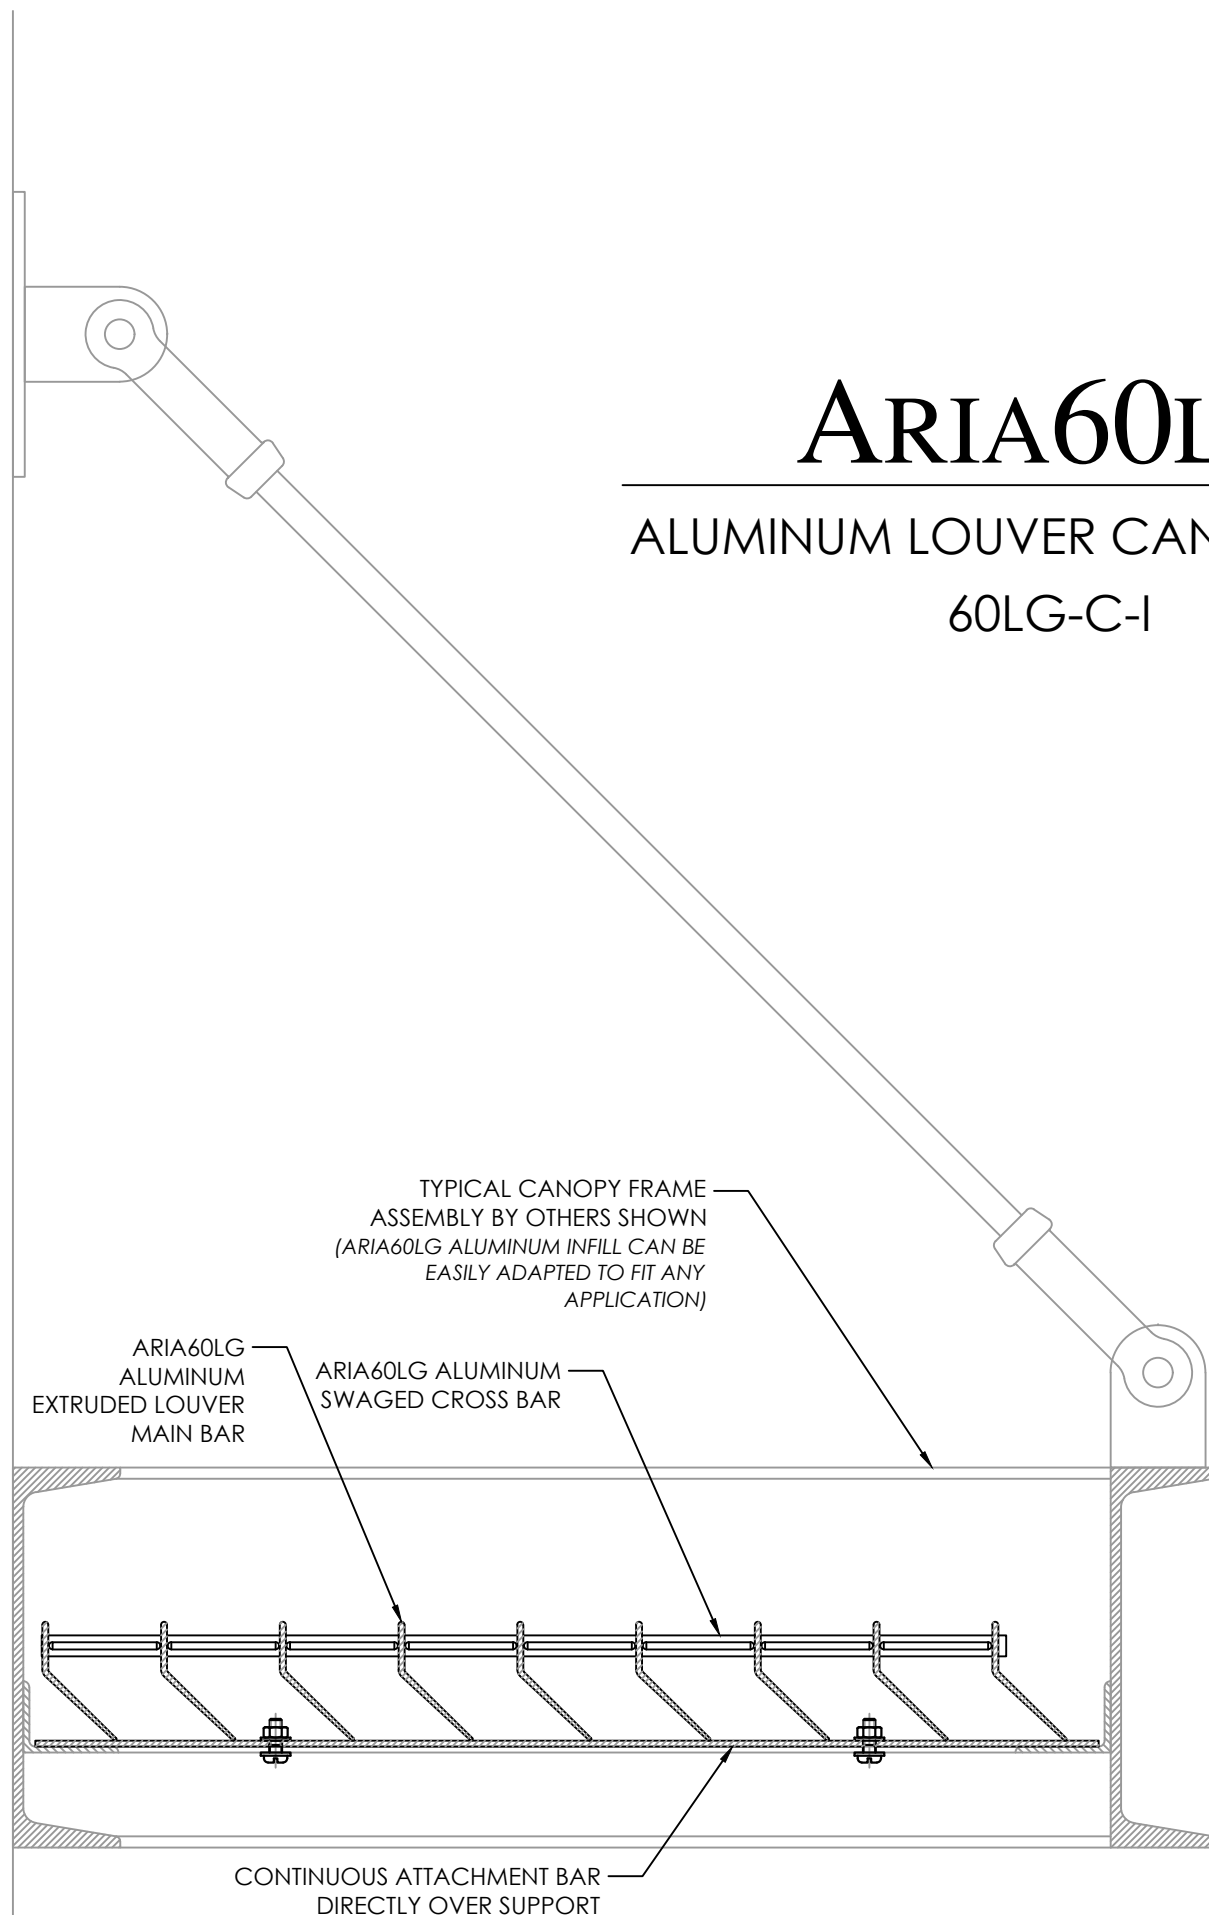 ARIA60L
ALUMINUM LOUVER CAN
60LG-C-I
TYPICAL CANOPY FRAME
ASSEMBLY BY OTHERS SHOWN
(ARIA60LG ALUMINUM INFILL CAN BE
EASILY ADAPTED TO FIT ANY
APPLICATION)
ARIA60LG
ALUMINUM
EXTRUDED LOUVER
MAIN BAR
ARIA60LG ALUMINUM
SWAGED CROSS BAR
CONTINUOUS ATTACHMENT BAR
DIRECTLY OVER SUPPORT